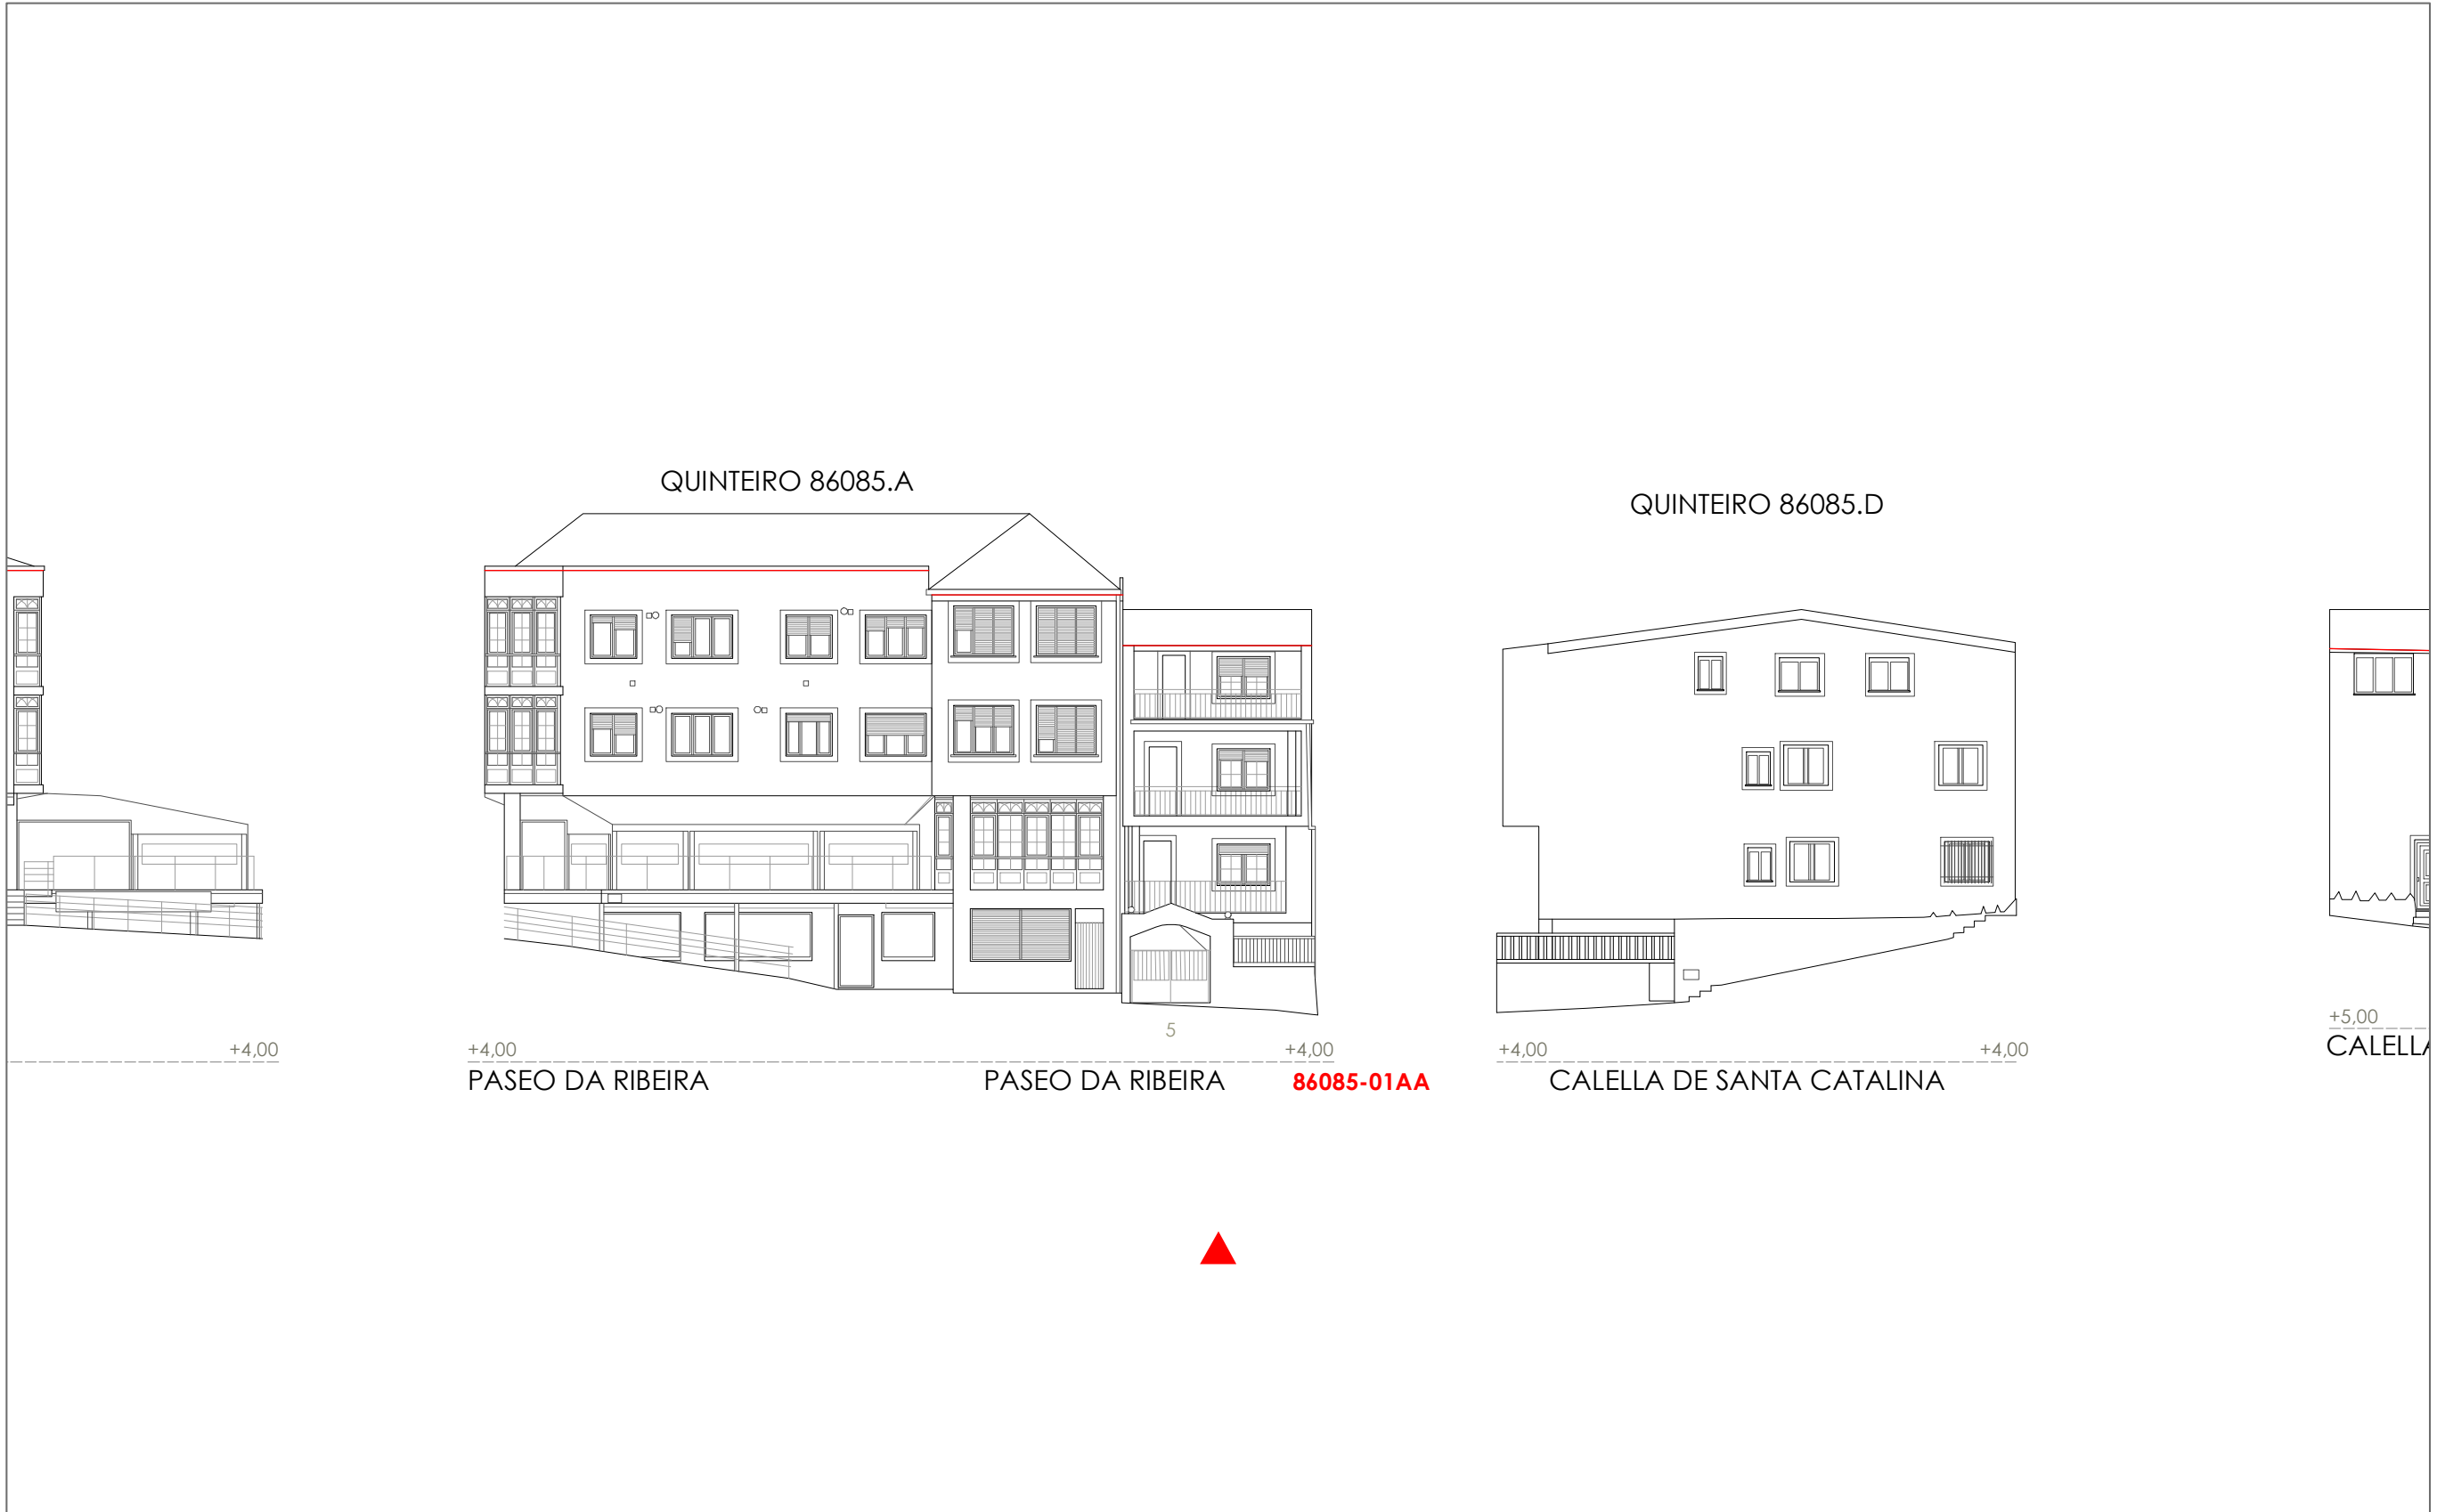 QUINTEIRO 86085.A
QUINTEIRO 86085.D
5
+5,00
+4,00
+4,00
+4,00
+4,00
+4,00
CALELLA
PASEO DA RIBEIRA
PASEO DA RIBEIRA
86085-01AA
CALELLA DE SANTA CATALINA